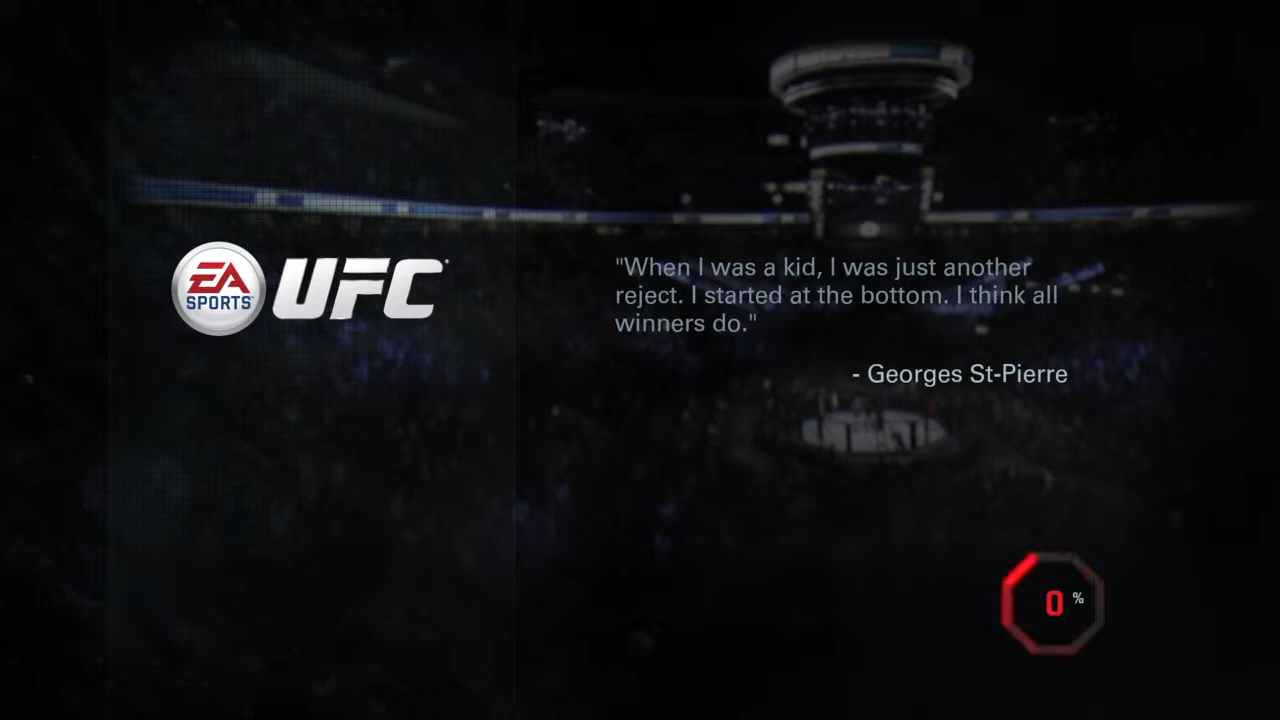 EA
SPORTS™
UFC®
"When I was a kid, I was just another
reject. I started at the bottom. I think all
winners do."
- Georges St-Pierre
0 %